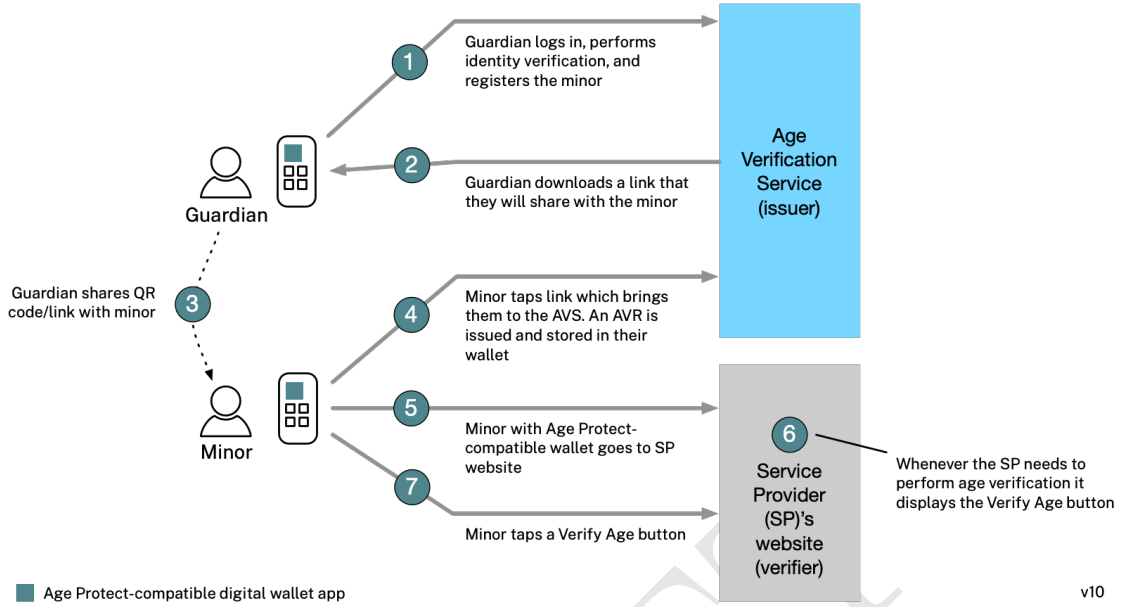 1
Guardian logs in, performs
identity verification, and
registers the minor
2
Guardian downloads a link that
they will share with the minor
Age
Verification
Service
(issuer)
Guardian
3
Guardian shares QR
code/link with minor
4
Minor taps link which brings
them to the AVS. An AVR is
issued and stored in their
wallet
Minor
5
Minor with Age Protect-
compatible wallet goes to SP
website
6
Service
Provider
(SP)'s
website
(verifier)
Whenever the SP needs to
perform age verification it
displays the Verify Age button
7
Minor taps a Verify Age button
Age Protect-compatible digital wallet app
v10